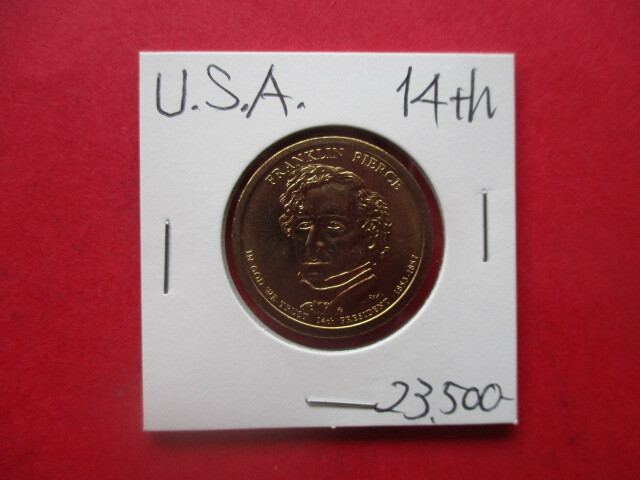 U.S.A. 14th
FRANKLIN PIERCE
IN GOD WE TRUST 14th PRESIDENT 1853-1857
23.500-